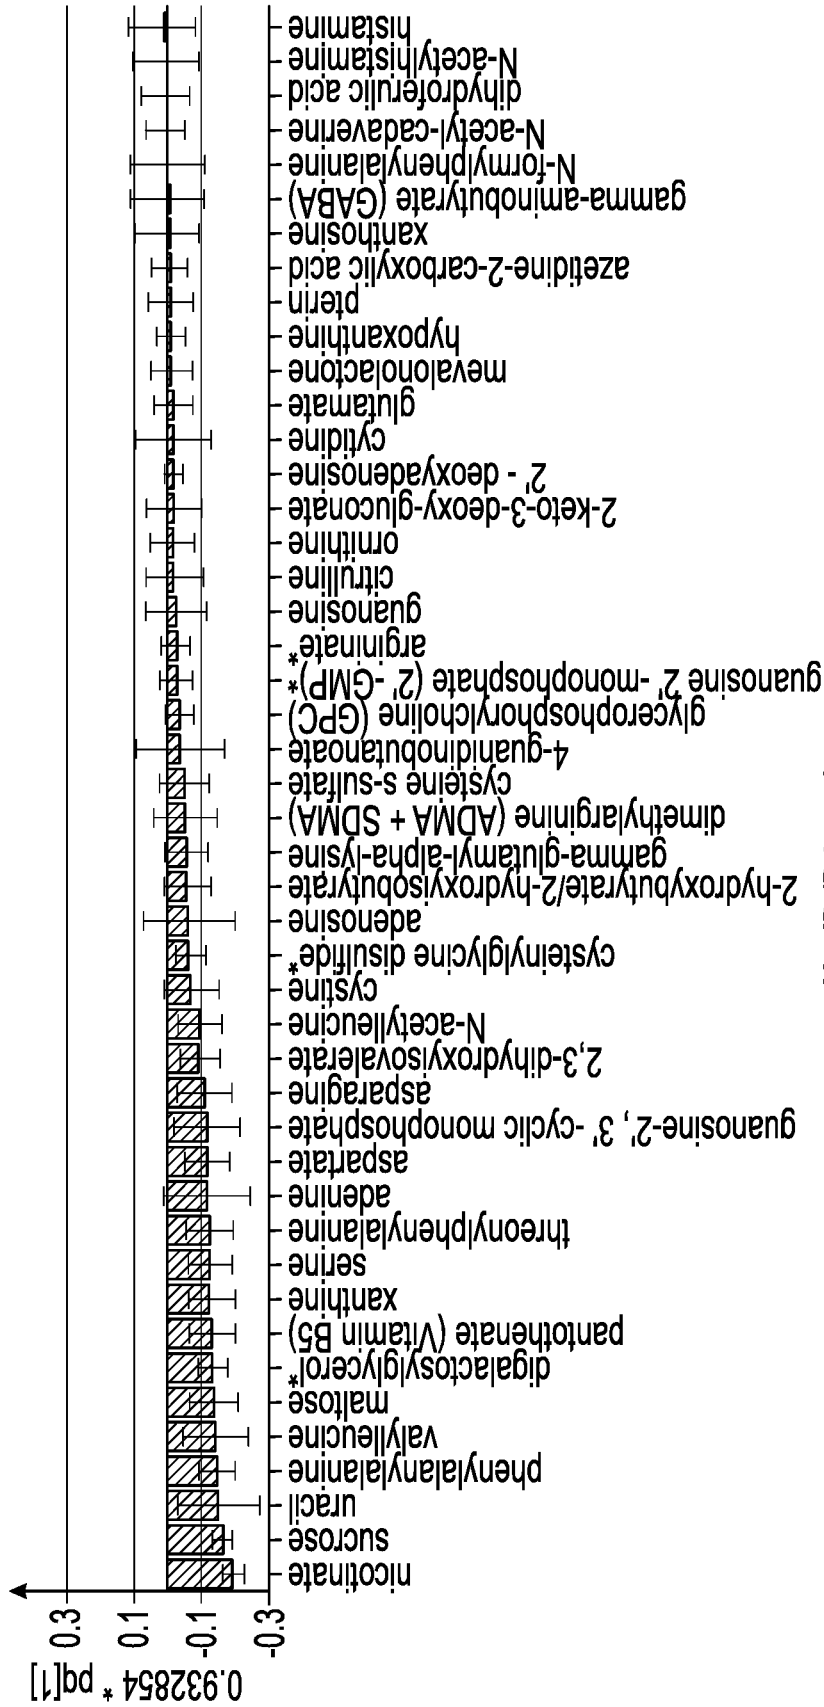 histamine
N-acetylhistamine
dihydroferulic acid
N-acetyl-cadaverine
N-formylphenylalanine
gamma-aminobutyrate (GABA)
xanthosine
azetidine-2-carboxylic acid
pterin
hypoxanthine
mevalonolactone
glutamate
cytidine
2' - deoxyadenosine
2-keto-3-deoxy-gluconate
ornithine
citrulline
guanosine
argininate*
guanosine 2' -monophosphate (2' -GMP)*
glycerophosphorylcholine (GPC)
4-guanidinobutanoate
cysteine s-sulfate
dimethylarginine (ADMA + SDMA)
gamma-glutamyl-alpha-lysine
2-hydroxybutyrate/2-hydroxyisobutyrate
adenosine
cysteinylglycine disulfide*
cystine
N-acetylleucine
2,3-dihydroxyisovalerate
asparagine
guanosine-2', 3' -cyclic monophosphate
aspartate
adenine
threonylphenylalanine
serine
xanthine
pantothenate (Vitamin B5)
digalactosylglycerol*
maltose
valylleucine
phenylalanylalanine
uracil
sucrose
nicotinate
0.3
0.1
-0.1
-0.3
0.932854 * pq[1]